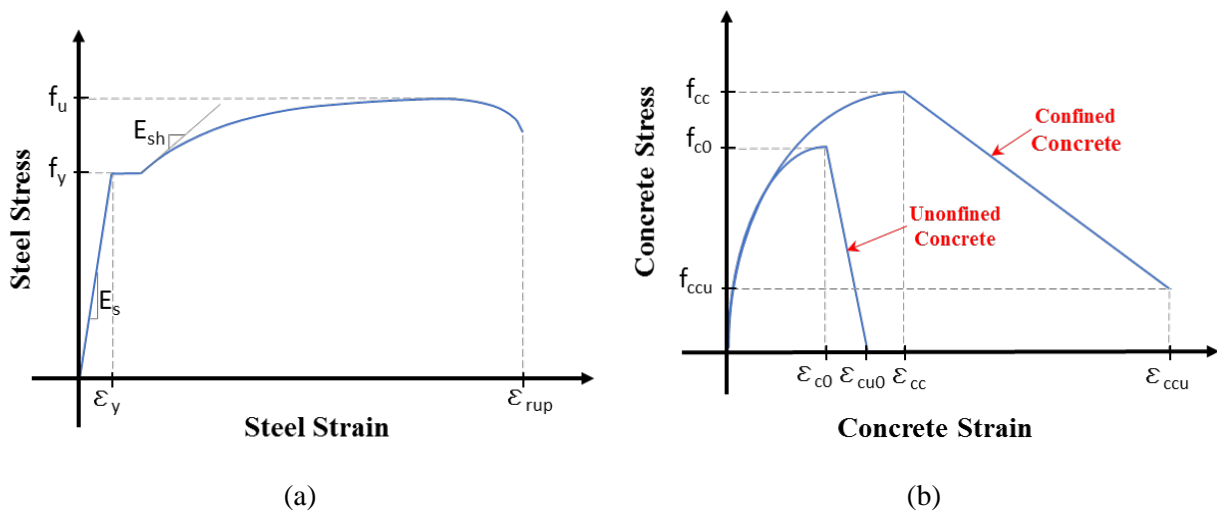 f_u
E_sh
f_y
E_s
ε_y
ε_rup
Steel Stress
Steel Strain
(a)
f_cc
f_c0
f_ccu
Confined
Concrete
Unonfined
Concrete
ε_c0
ε_cu0
ε_cc
ε_ccu
Concrete Stress
Concrete Strain
(b)